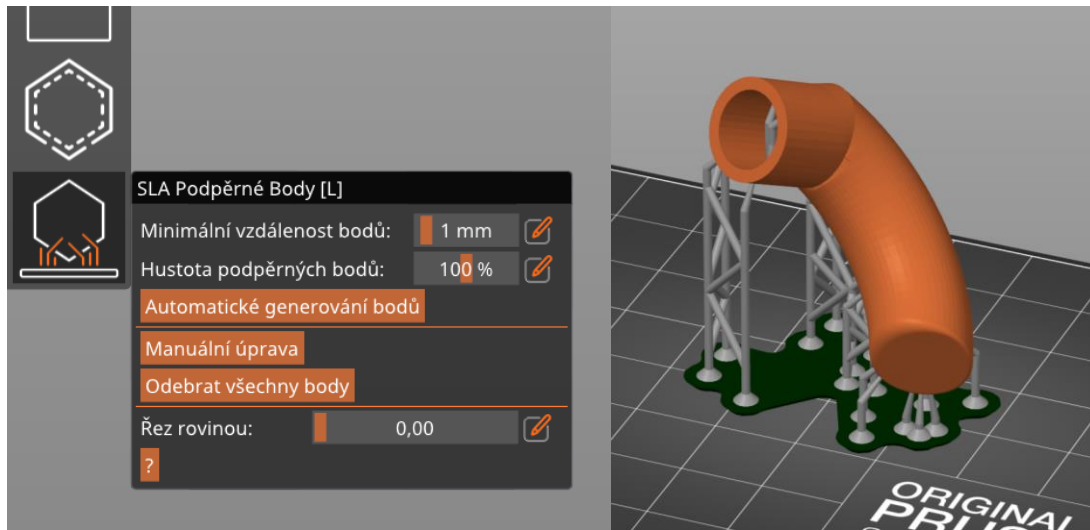 SLA Podpěrné Body [L]
Minimální vzdálenost bodů: 1 mm
Hustota podpěrných bodů: 100 %
Automatické generování bodů
Manuální úprava
Odebrat všechny body
Řez rovinou: 0,00
?
ORIGINAL